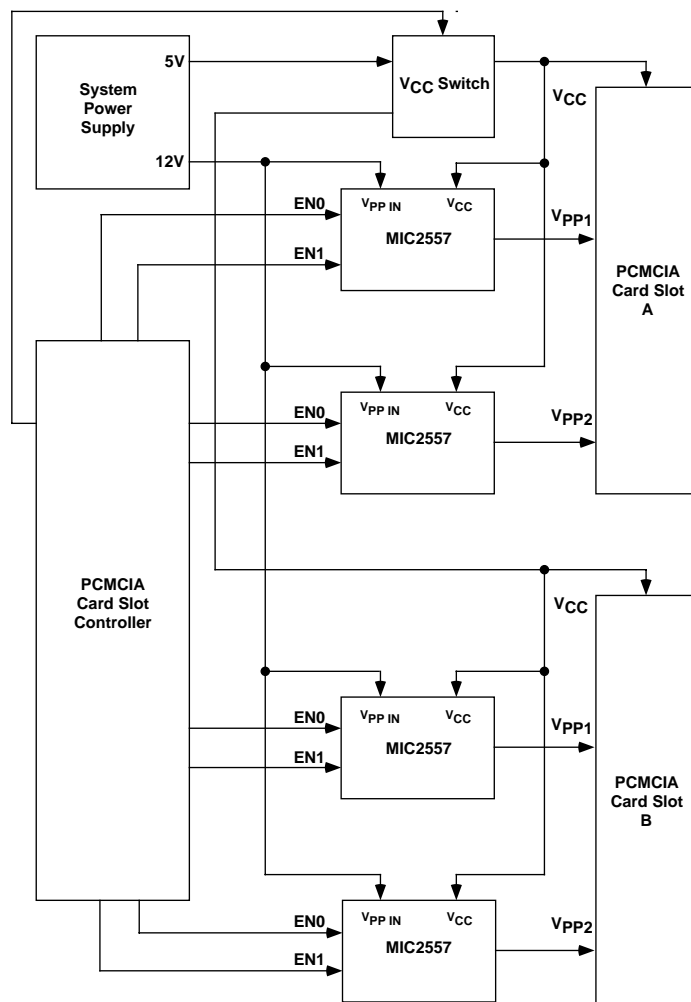 5V
System
Power
Supply
12V
VCC Switch
VCC
EN0
EN1
VPP IN
VCC
MIC2557
VPP1
PCMCIA
Card Slot
A
EN0
EN1
VPP IN
VCC
MIC2557
VPP2
PCMCIA
Card Slot
Controller
VCC
EN0
EN1
VPP IN
VCC
MIC2557
VPP1
PCMCIA
Card Slot
B
EN0
EN1
VPP IN
VCC
MIC2557
VPP2